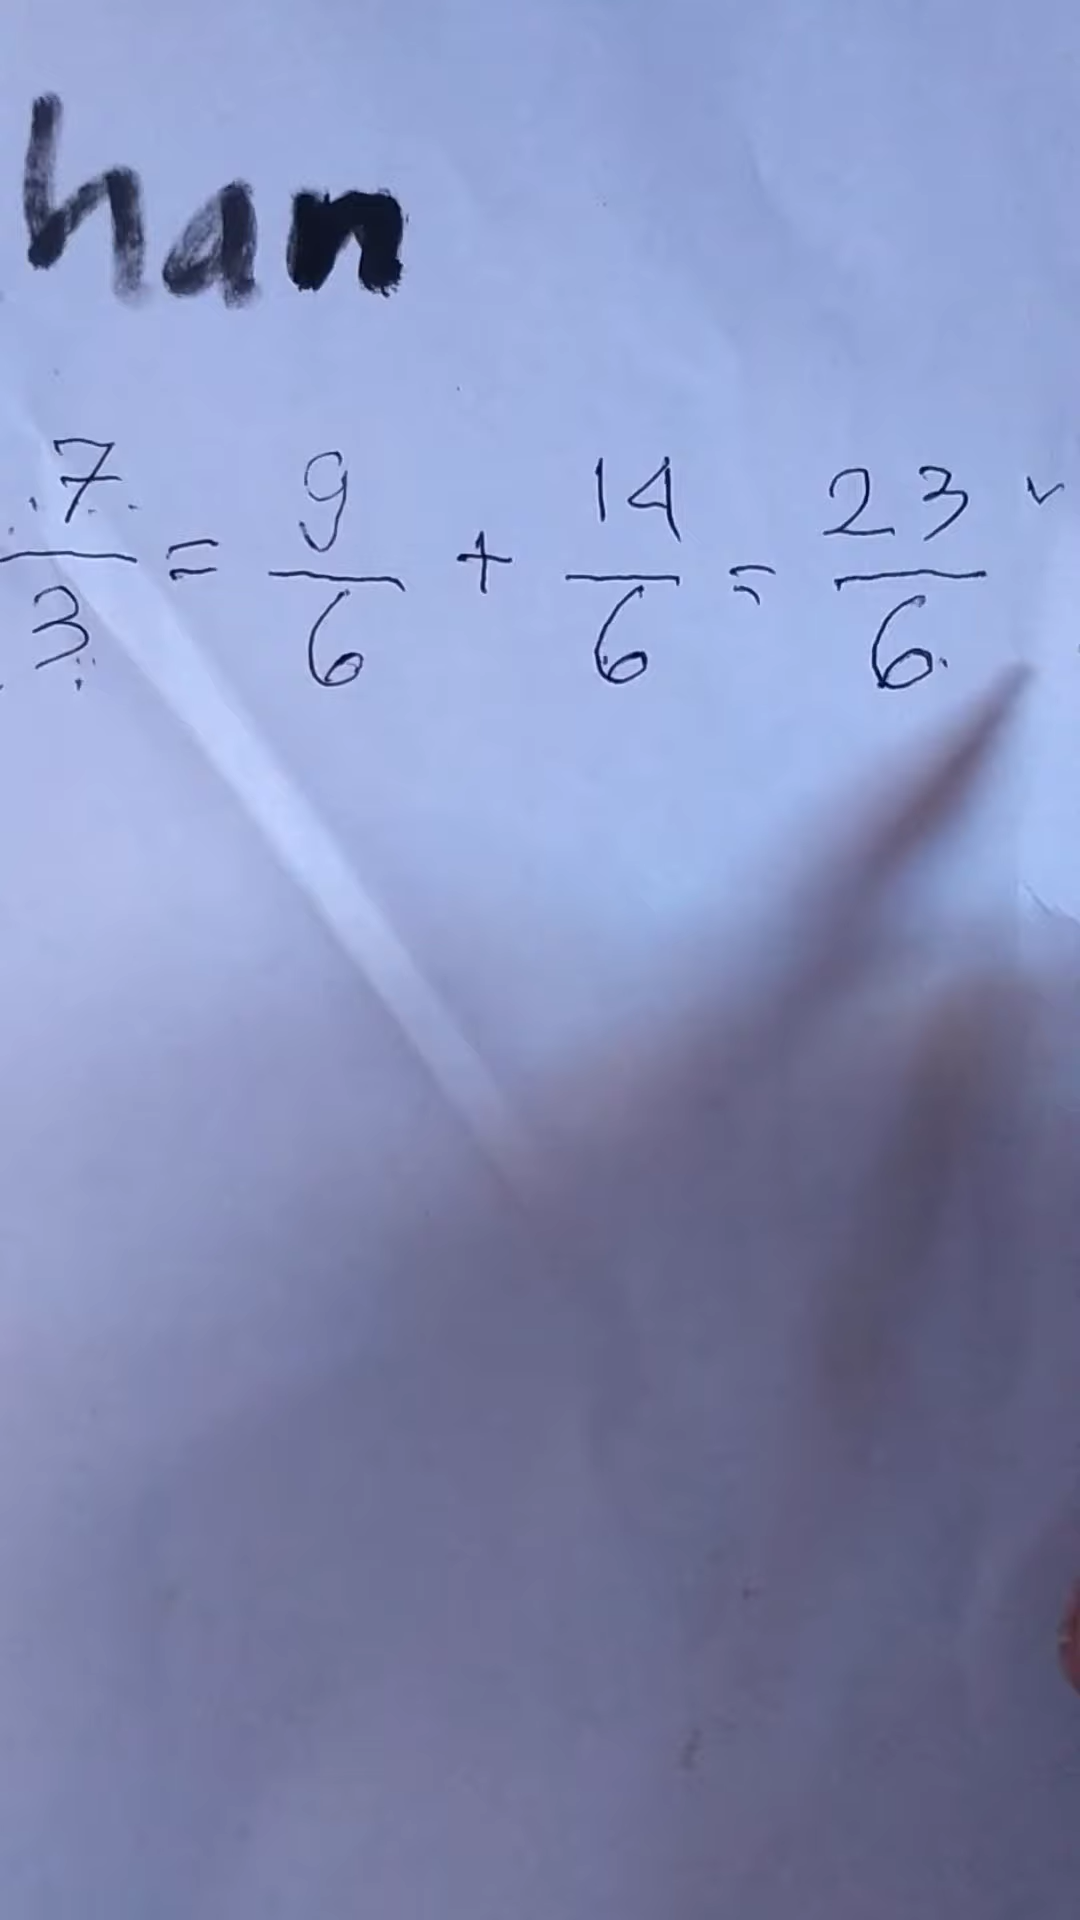 han
7/3 = 9/6 + 14/6 = 23/6